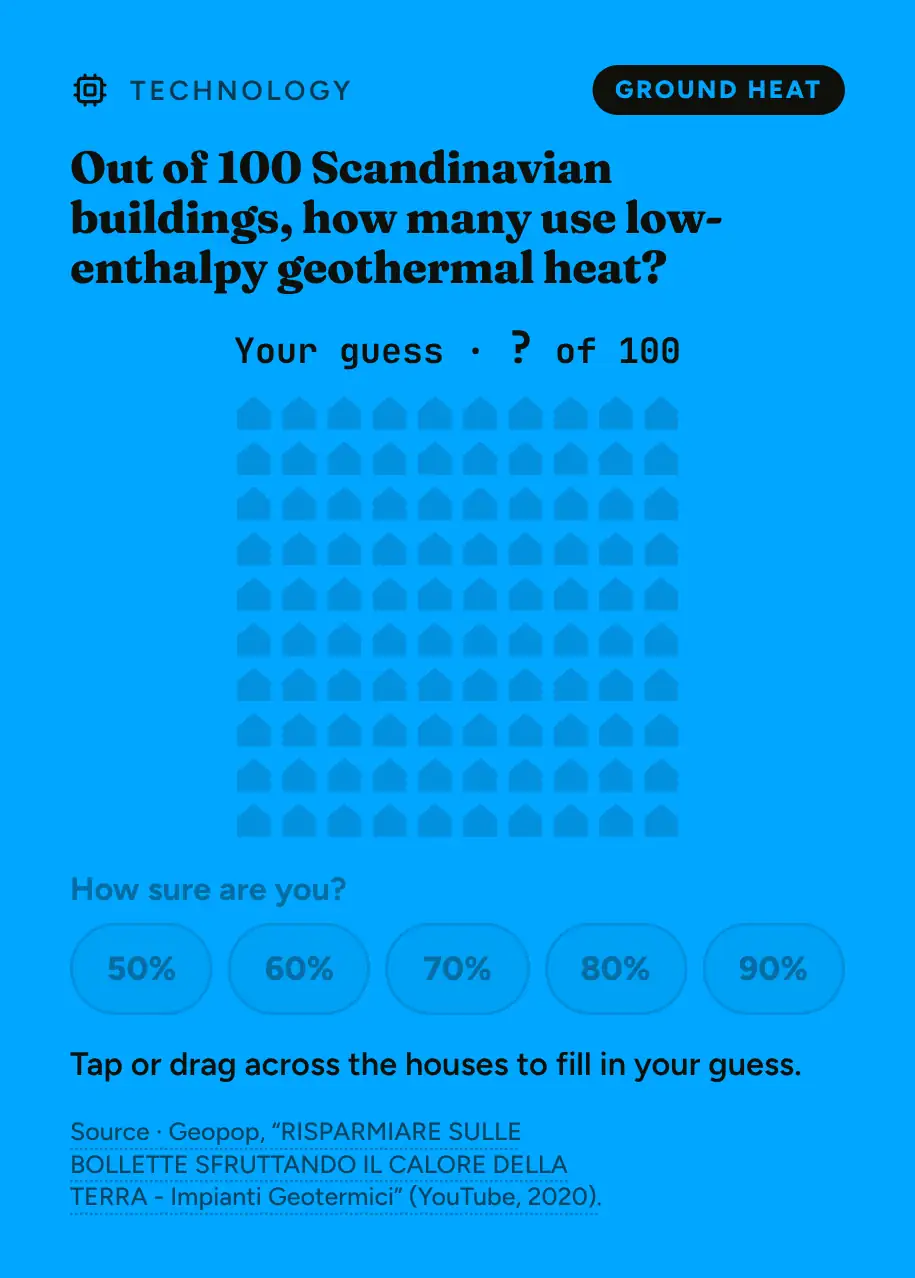 TECHNOLOGY
GROUND HEAT
Out of 100 Scandinavian
buildings, how many use low-
enthalpy geothermal heat?
Your guess · ? of 100
How sure are you?
50% 60% 70% 80% 90%
Tap or drag across the houses to fill in your guess.
Source · Geopop, “RISPARMIARE SULLE
BOLLETTE SFRUTTANDO IL CALORE DELLA
TERRA - Impianti Geotermici” (YouTube, 2020).